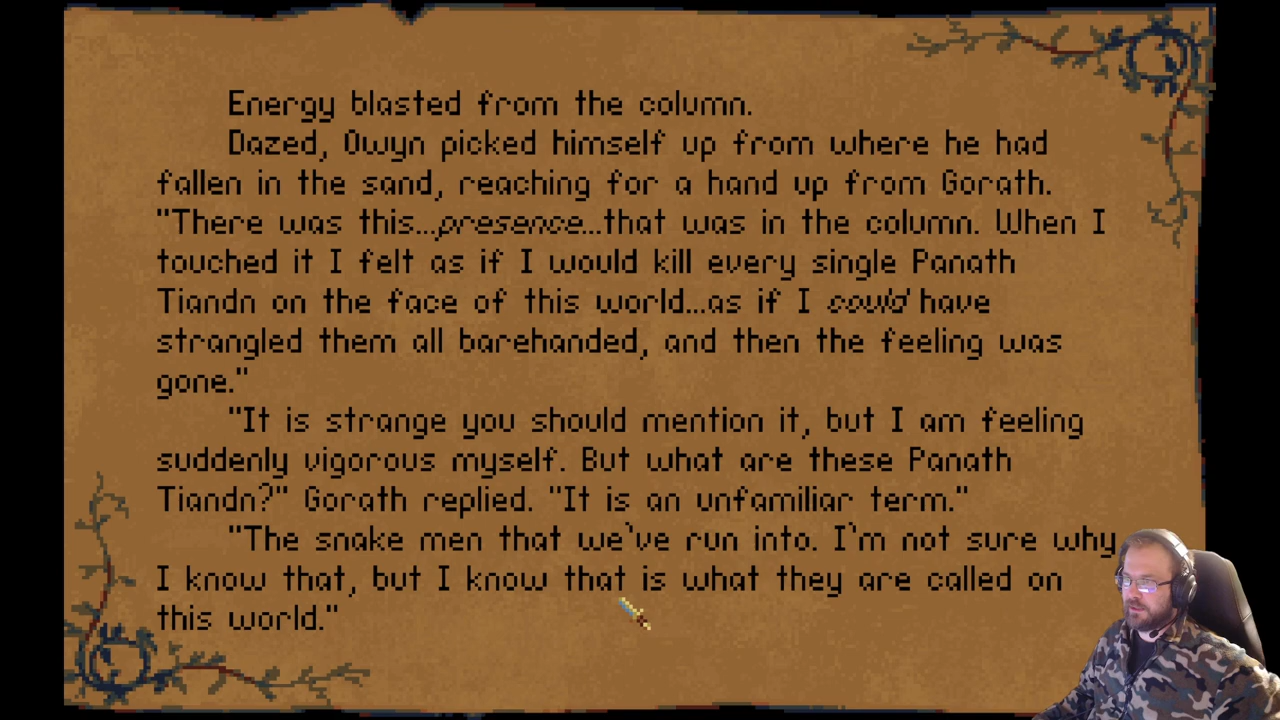 Energy blasted from the column.
Dazed, Owyn picked himself up from where he had
fallen in the sand, reaching for a hand up from Gorath.
"There was this...presence...that was in the column. When I
touched it I felt as if I would kill every single Panath
Tiandn on the face of this world...as if I could have
strangled them all barehanded, and then the feeling was
gone."
"It is strange you should mention it, but I am feeling
suddenly vigorous myself. But what are these Panath
Tiandn?" Gorath replied. "It is an unfamiliar term."
"The snake men that we`ve run into. I`m not sure why
I know that, but I know that is what they are called on
this world."